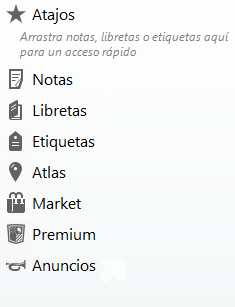 Atajos
Arrastra notas, libretas o etiquetas aquí
para un acceso rápido
Notas
Libretas
Etiquetas
Atlas
Market
Premium
Anuncios